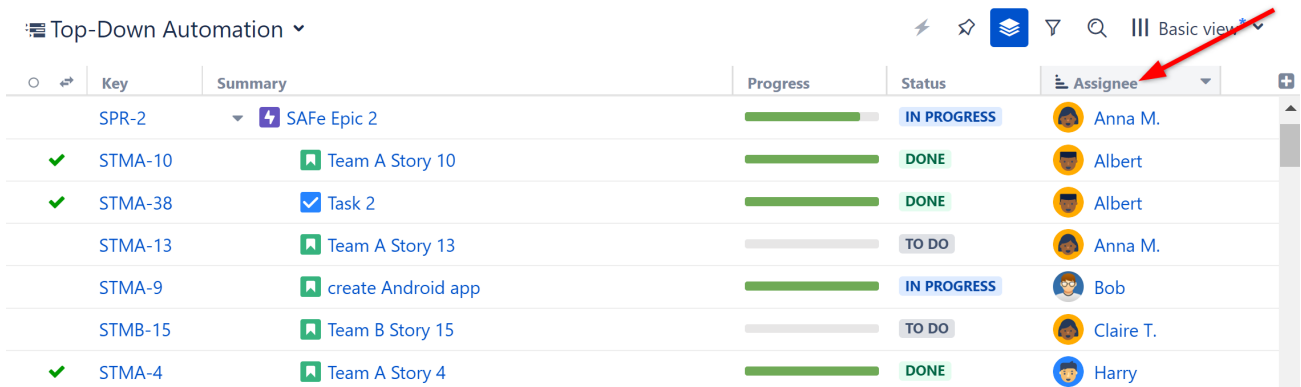 Top-Down Automation Basic view*
Key Summary Progress Status Assignee
SPR-2 SAFe Epic 2 IN PROGRESS Anna M.
STMA-10 Team A Story 10 DONE Albert
STMA-38 Task 2 DONE Albert
STMA-13 Team A Story 13 TO DO Anna M.
STMA-9 create Android app IN PROGRESS Bob
STMB-15 Team B Story 15 TO DO Claire T.
STMA-4 Team A Story 4 DONE Harry